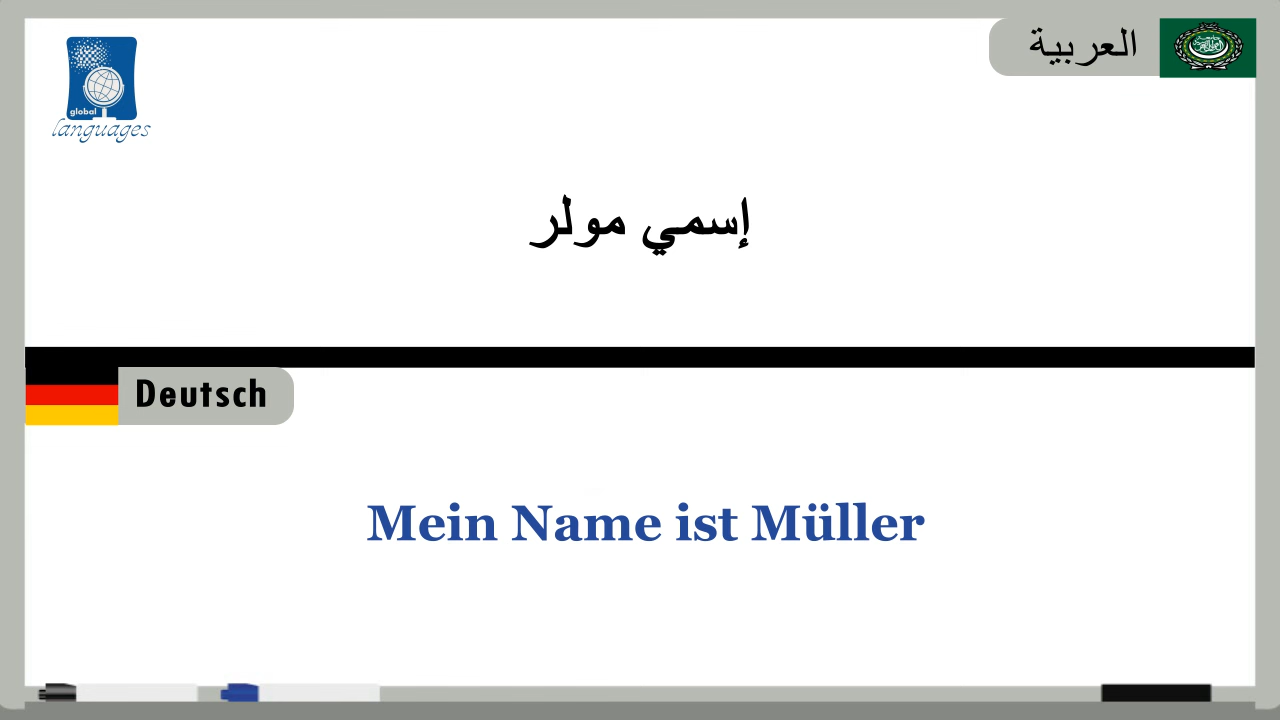 العربية
global
languages
إسمي مولر
Deutsch
Mein Name ist Müller